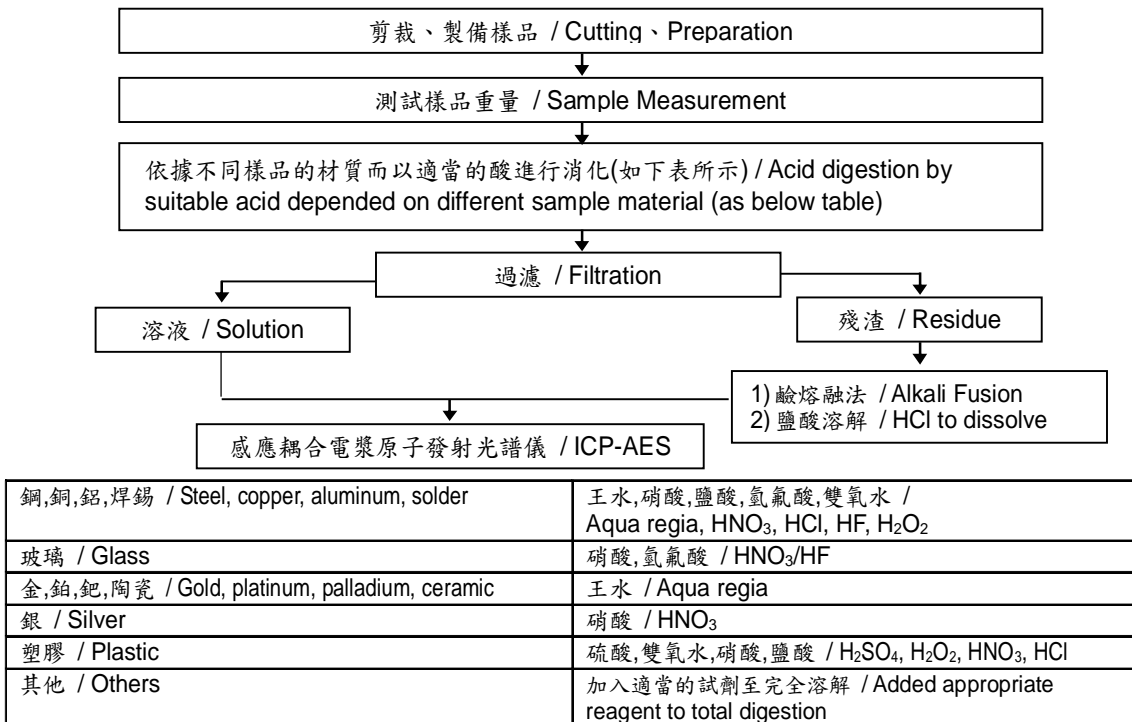 剪裁、製備樣品 / Cutting、Preparation
測試樣品重量 / Sample Measurement
依據不同樣品的材質而以適當的酸進行消化(如下表所示) / Acid digestion by
suitable acid depended on different sample material (as below table)
過濾 / Filtration
溶液 / Solution
殘渣 / Residue
1) 鹼熔融法 / Alkali Fusion
2) 鹽酸溶解 / HCl to dissolve
感應耦合電漿原子發射光譜儀 / ICP-AES
鋼,銅,鋁,焊錫 / Steel, copper, aluminum, solder
王水,硝酸,鹽酸,氫氟酸,雙氧水 /
Aqua regia, HNO₃, HCl, HF, H₂O₂
玻璃 / Glass
硝酸,氫氟酸 / HNO₃/HF
金,鉑,鈀,陶瓷 / Gold, platinum, palladium, ceramic
王水 / Aqua regia
銀 / Silver
硝酸 / HNO₃
塑膠 / Plastic
硫酸,雙氧水,硝酸,鹽酸 / H₂SO₄, H₂O₂, HNO₃, HCl
其他 / Others
加入適當的試劑至完全溶解 / Added appropriate
reagent to total digestion